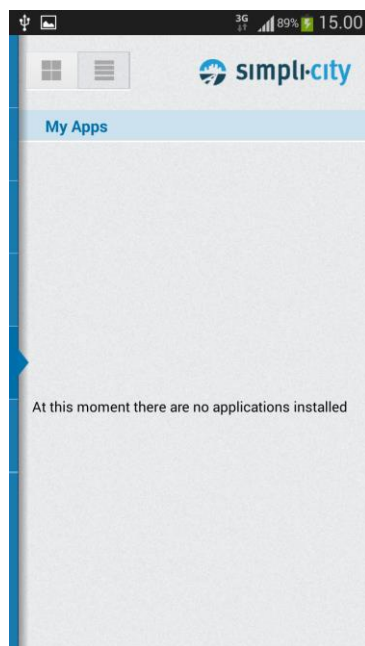 3G 89% 15.00
simpli-city
My Apps
At this moment there are no applications installed